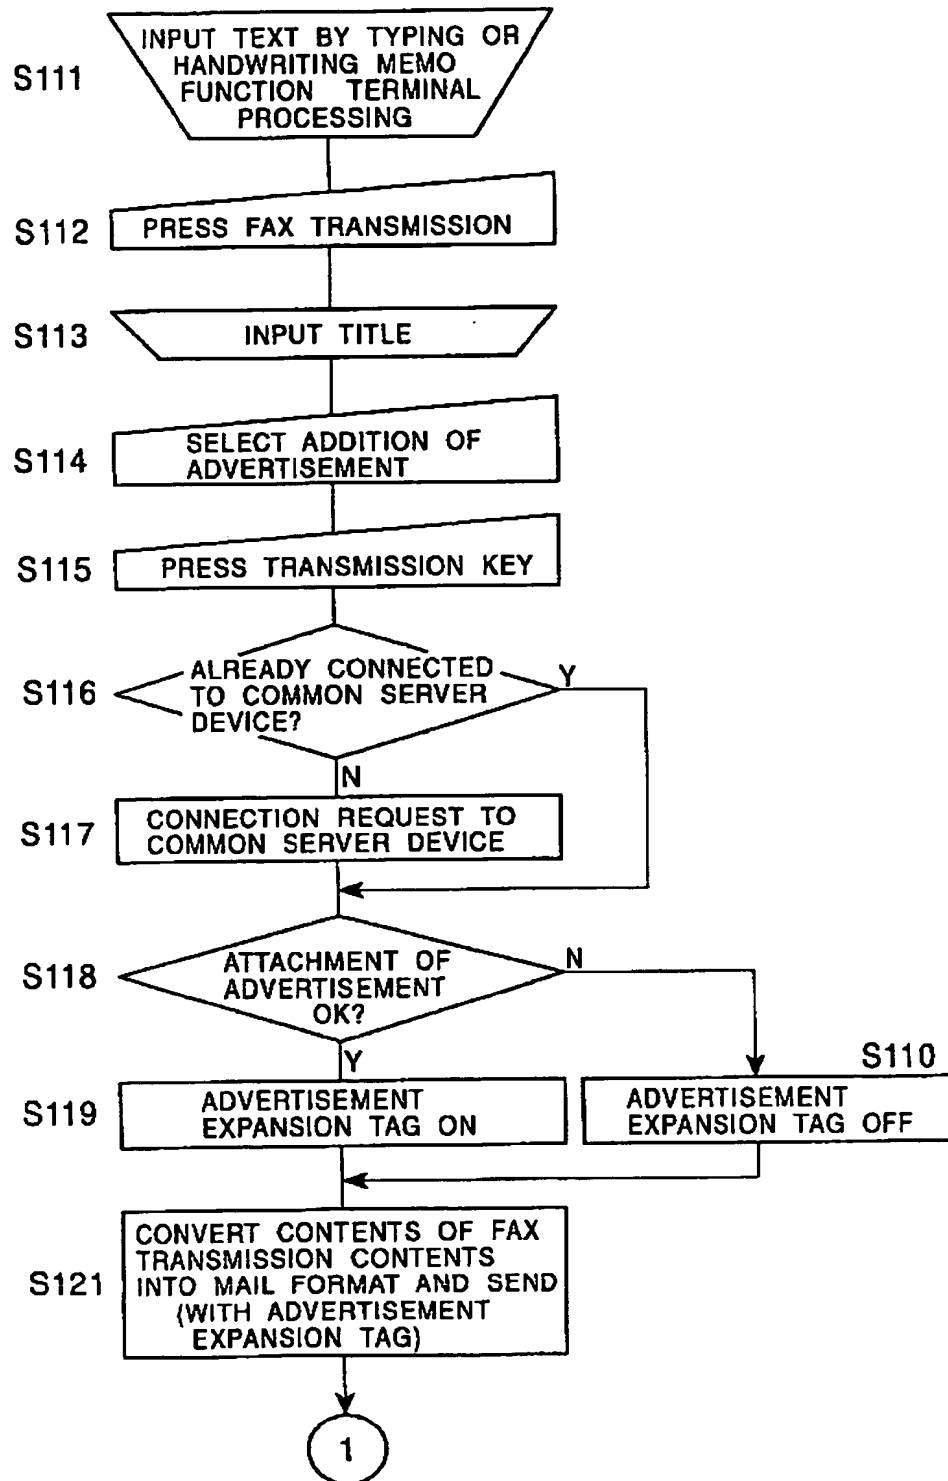 S111
INPUT TEXT BY TYPING OR
HANDWRITING MEMO
FUNCTION TERMINAL
PROCESSING
S112
PRESS FAX TRANSMISSION
S113
INPUT TITLE
S114
SELECT ADDITION OF
ADVERTISEMENT
S115
PRESS TRANSMISSION KEY
S116
ALREADY CONNECTED
TO COMMON SERVER
DEVICE?
Y
N
S117
CONNECTION REQUEST TO
COMMON SERVER DEVICE
S118
ATTACHMENT OF
ADVERTISEMENT
OK?
N
Y
S119
ADVERTISEMENT
EXPANSION TAG ON
S110
ADVERTISEMENT
EXPANSION TAG OFF
S121
CONVERT CONTENTS OF FAX
TRANSMISSION CONTENTS
INTO MAIL FORMAT AND SEND
(WITH ADVERTISEMENT
EXPANSION TAG)
1